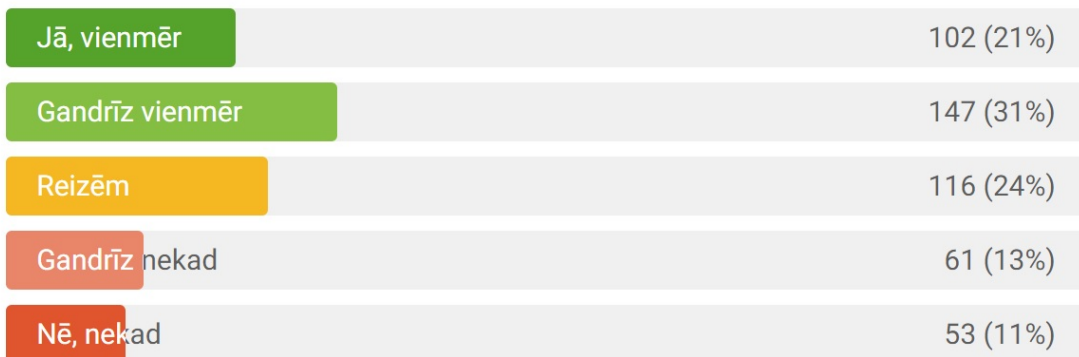 Jā, vienmēr 102 (21%)
Gandrīz vienmēr 147 (31%)
Reizēm 116 (24%)
Gandrīz nekad 61 (13%)
Nē, nekad 53 (11%)